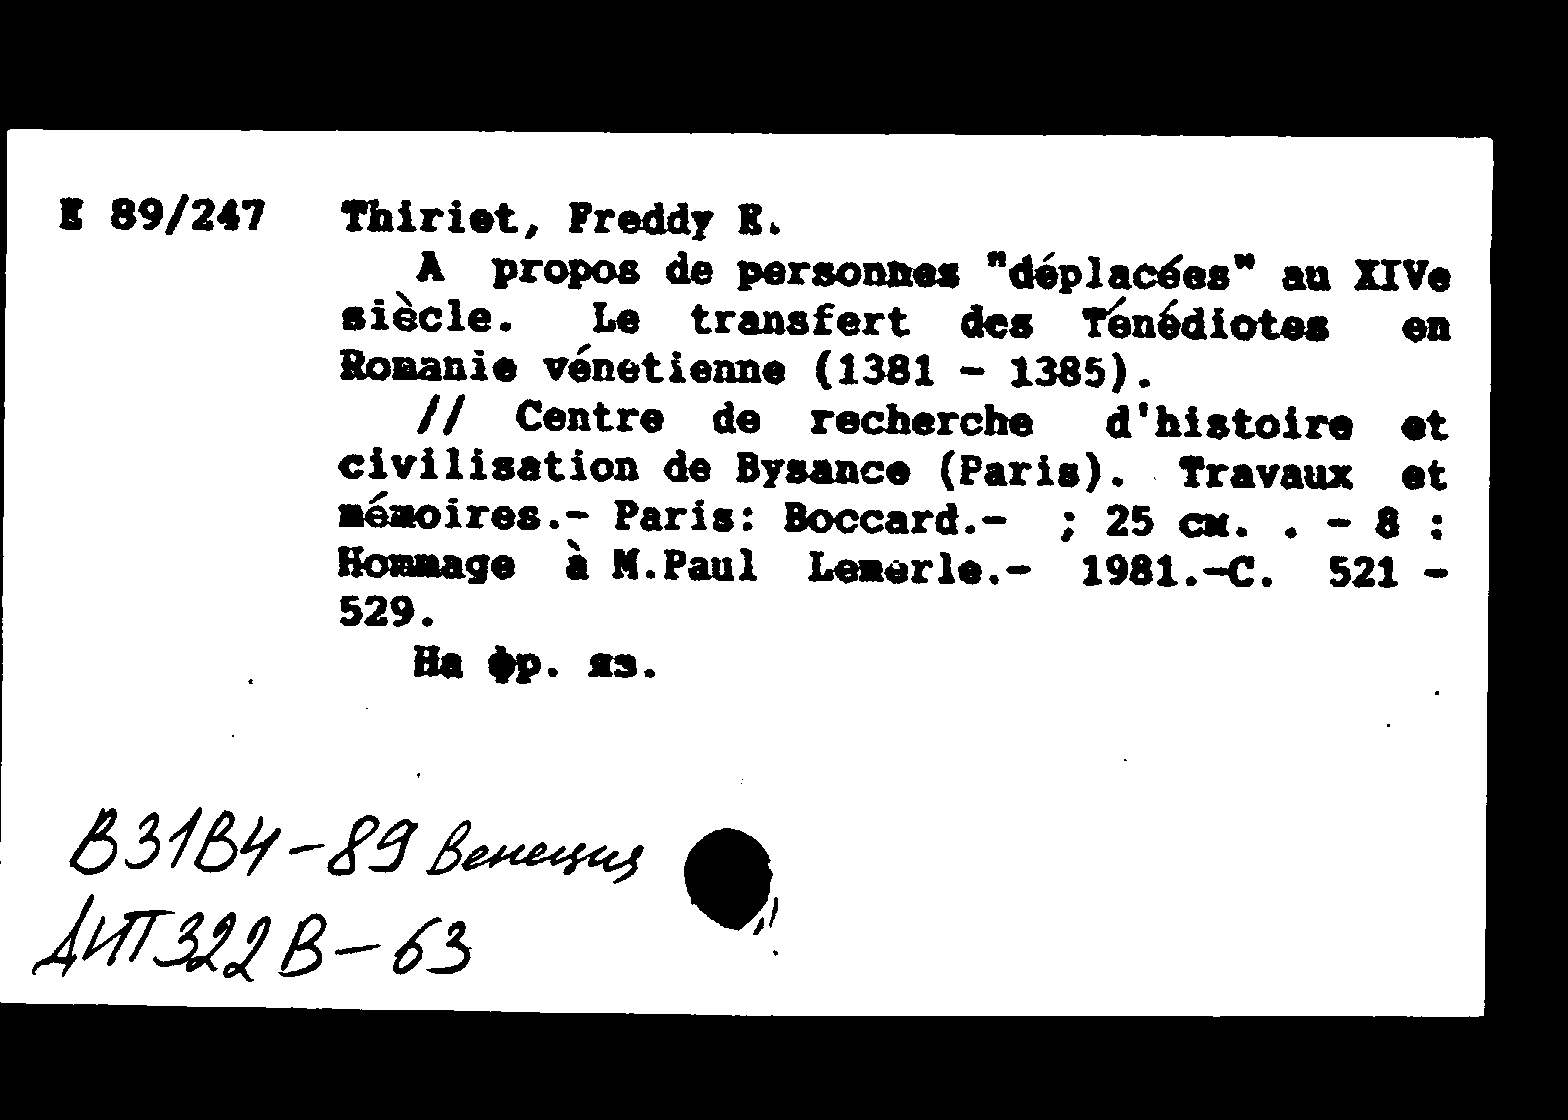 E 89/247 Thiriet, Freddy E.
A propos de personnes "déplacées" au XIVe
siècle. Le transfert des Ténédiotes en
Romanie vénetienne (1381 - 1385).
// Centre de recherche d'histoire et
civilisation de Bysance (Paris). Travaux et
mémoires.- Paris: Boccard.- ; 25 см. . - 8 :
Hommage à M.Paul Lemerle.- 1981.-С. 521 -
529.
На фр. яз.
В31В4-89 Венеция
ДИП322В-63